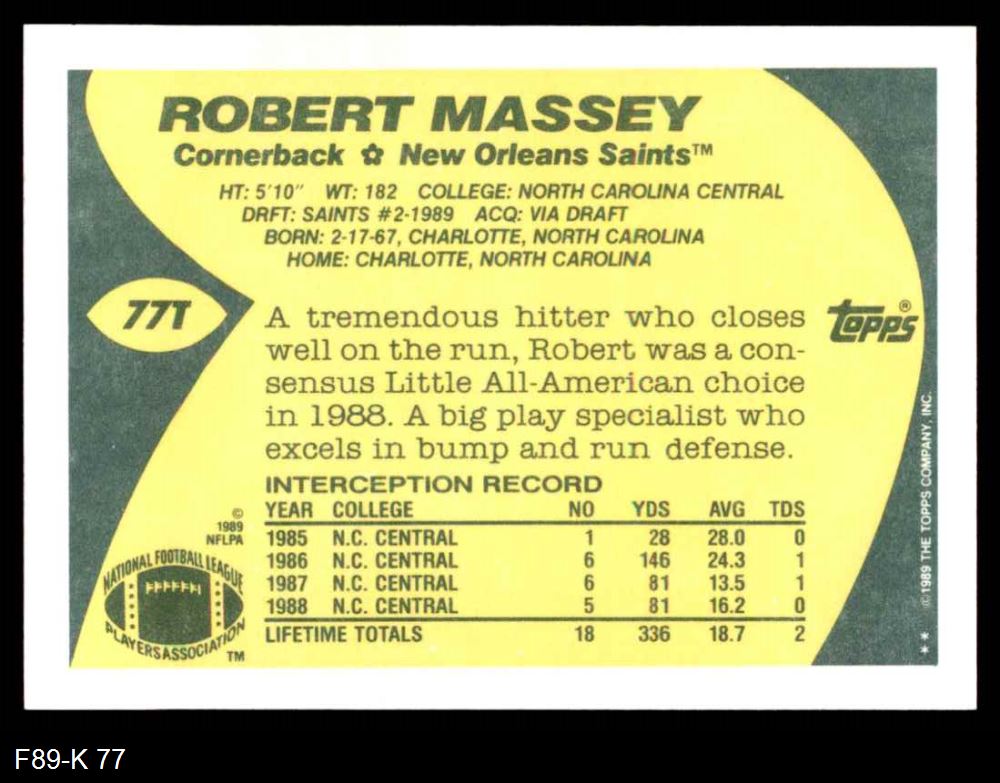 ROBERT MASSEY
Cornerback ✿ New Orleans Saints™
HT: 5'10" WT: 182 COLLEGE: NORTH CAROLINA CENTRAL
DRFT: SAINTS #2-1989 ACQ: VIA DRAFT
BORN: 2-17-67, CHARLOTTE, NORTH CAROLINA
HOME: CHARLOTTE, NORTH CAROLINA
77T
A tremendous hitter who closes
well on the run, Robert was a con-
sensus Little All-American choice
in 1988. A big play specialist who
excels in bump and run defense.
topps®
INTERCEPTION RECORD
YEAR COLLEGE NO YDS AVG TDS
1985 N.C. CENTRAL 1 28 28.0 0
1986 N.C. CENTRAL 6 146 24.3 1
1987 N.C. CENTRAL 6 81 13.5 1
1988 N.C. CENTRAL 5 81 16.2 0
LIFETIME TOTALS 18 336 18.7 2
©
1989
NFLPA
NATIONAL FOOTBALL LEAGUE
PLAYERS ASSOCIATION
TM
** ©1989 THE TOPPS COMPANY, INC.
F89-K 77